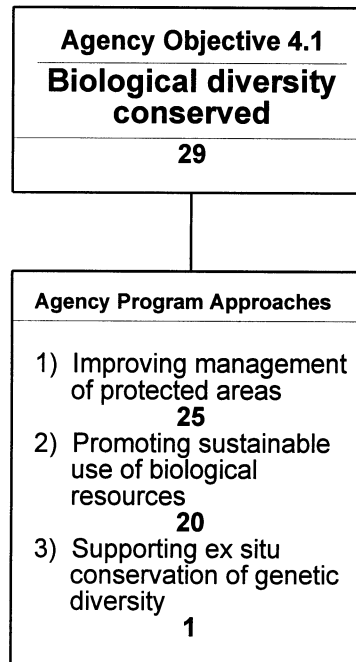 Agency Objective 4.1
Biological diversity
conserved
29
Agency Program Approaches
1) Improving management
of protected areas
25
2) Promoting sustainable
use of biological
resources
20
3) Supporting ex situ
conservation of genetic
diversity
1